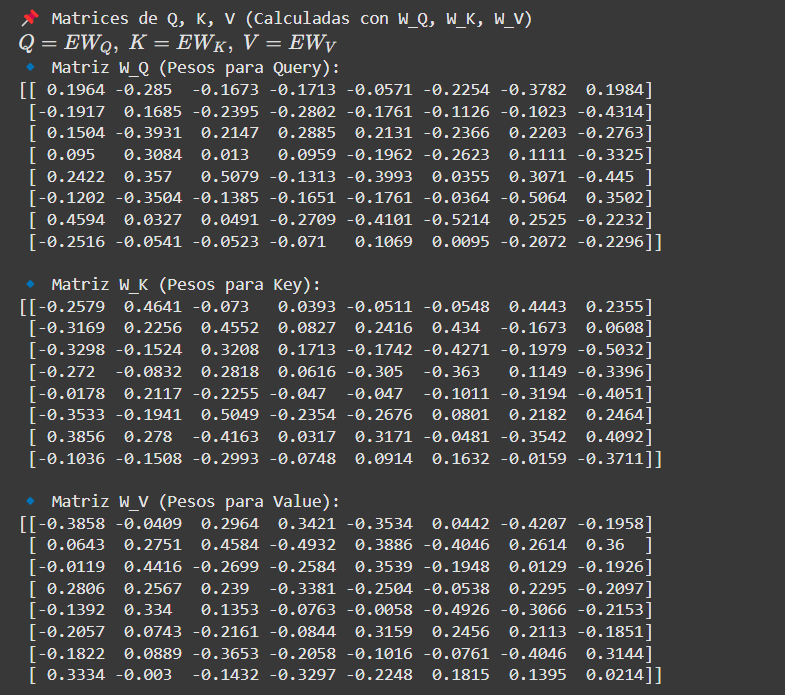 📌 Matrices de Q, K, V (Calculadas con W_Q, W_K, W_V)
Q = EW_Q, K = EW_K, V = EW_V
🔹 Matriz W_Q (Pesos para Query):
[[ 0.1964 -0.285  -0.1673 -0.1713 -0.0571 -0.2254 -0.3782  0.1984]
 [-0.1917  0.1685 -0.2395 -0.2802 -0.1761 -0.1126 -0.1023 -0.4314]
 [ 0.1504 -0.3931  0.2147  0.2885  0.2131 -0.2366  0.2203 -0.2763]
 [ 0.095   0.3084  0.013   0.0959 -0.1962 -0.2623  0.1111 -0.3325]
 [ 0.2422  0.357   0.5079 -0.1313 -0.3993  0.0355  0.3071 -0.445 ]
 [-0.1202 -0.3504 -0.1385 -0.1651 -0.1761 -0.0364 -0.5064  0.3502]
 [ 0.4594  0.0327  0.0491 -0.2709 -0.4101 -0.5214  0.2525 -0.2232]
 [-0.2516 -0.0541 -0.0523 -0.071   0.1069  0.0095 -0.2072 -0.2296]]
🔹 Matriz W_K (Pesos para Key):
[[-0.2579  0.4641 -0.073   0.0393 -0.0511 -0.0548  0.4443  0.2355]
 [-0.3169  0.2256  0.4552  0.0827  0.2416  0.434  -0.1673  0.0608]
 [-0.3298 -0.1524  0.3208  0.1713 -0.1742 -0.4271 -0.1979 -0.5032]
 [-0.272  -0.0832  0.2818  0.0616 -0.305  -0.363   0.1149 -0.3396]
 [-0.0178  0.2117 -0.2255 -0.047  -0.047  -0.1011 -0.3194 -0.4051]
 [-0.3533 -0.1941  0.5049 -0.2354 -0.2676  0.0801  0.2182  0.2464]
 [ 0.3856  0.278  -0.4163  0.0317  0.3171 -0.0481 -0.3542  0.4092]
 [-0.1036 -0.1508 -0.2993 -0.0748  0.0914  0.1632 -0.0159 -0.3711]]
🔹 Matriz W_V (Pesos para Value):
[[-0.3858 -0.0409  0.2964  0.3421 -0.3534  0.0442 -0.4207 -0.1958]
 [ 0.0643  0.2751  0.4584 -0.4932  0.3886 -0.4046  0.2614  0.36  ]
 [-0.0119  0.4416 -0.2699 -0.2584  0.3539 -0.1948  0.0129 -0.1926]
 [ 0.2806  0.2567  0.239  -0.3381 -0.2504 -0.0538  0.2295 -0.2097]
 [-0.1392  0.334   0.1353 -0.0763 -0.0058 -0.4926 -0.3066 -0.2153]
 [-0.2057  0.0743 -0.2161 -0.0844  0.3159  0.2456  0.2113 -0.1851]
 [-0.1822  0.0889 -0.3653 -0.2058 -0.1016 -0.0761 -0.4046  0.3144]
 [ 0.3334 -0.003  -0.1432 -0.3297 -0.2248  0.1815  0.1395  0.0214]]